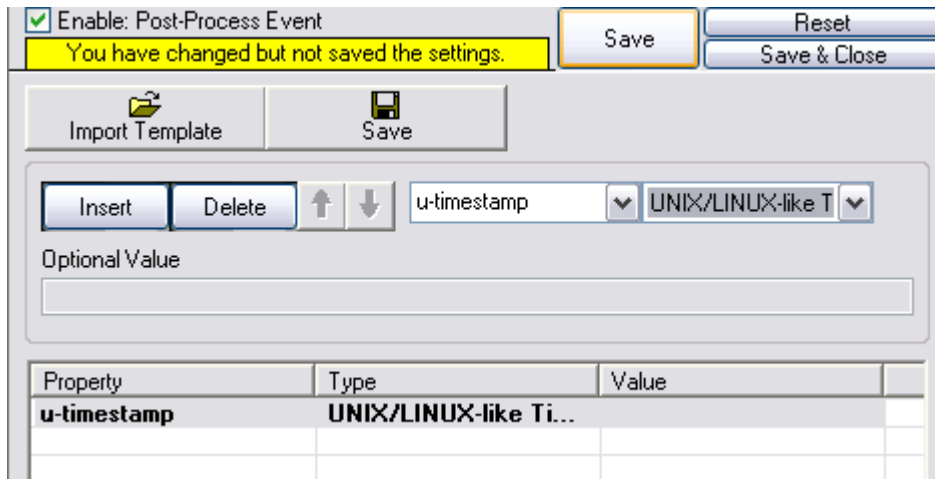 Enable: Post-Process Event
You have changed but not saved the settings.
Save
Reset
Save & Close
Import Template
Save
Insert
Delete
u-timestamp
UNIX/LINUX-like T
Optional Value
Property Type Value
u-timestamp UNIX/LINUX-like Ti...